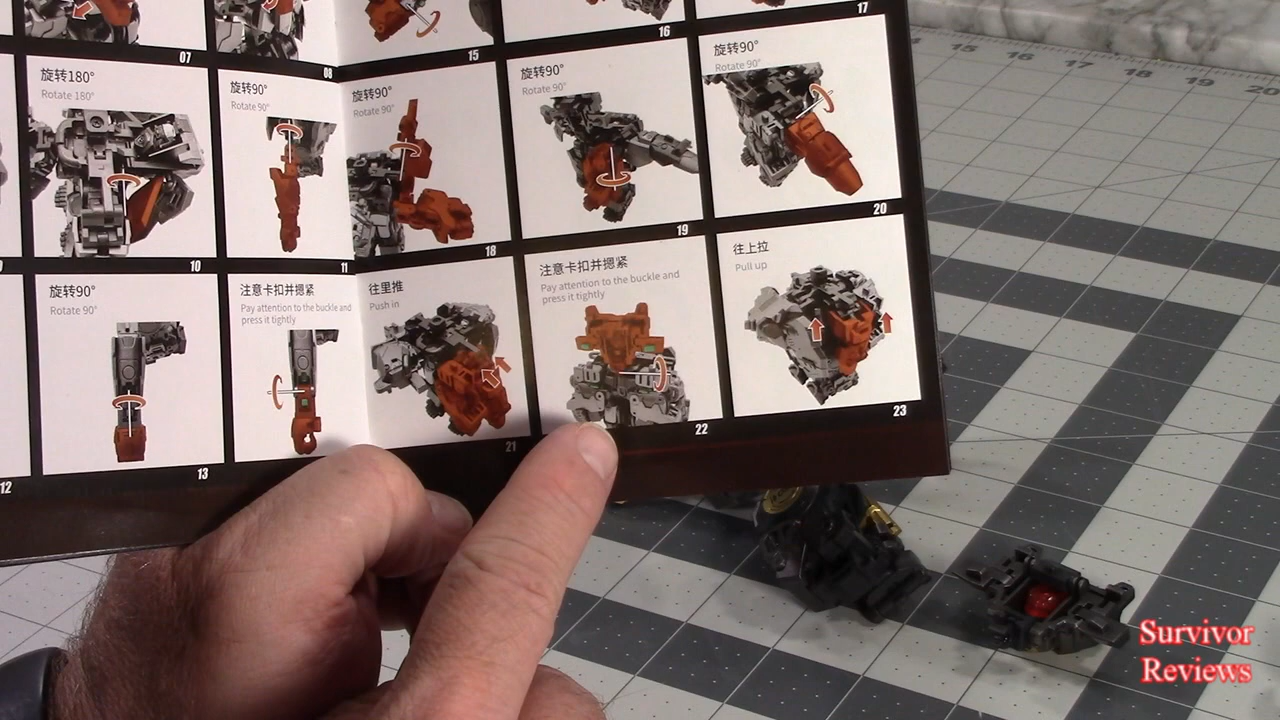 07
08
15
16
17
旋转180°
Rotate 180°
10
旋转90°
Rotate 90°
11
旋转90°
Rotate 90°
18
旋转90°
Rotate 90°
19
旋转90°
Rotate 90°
20
12
旋转90°
Rotate 90°
13
注意卡扣并摁紧
Pay attention to the buckle and
press it tightly
往里推
Push in
21
注意卡扣并摁紧
Pay attention to the buckle and
press it tightly
22
往上拉
Pull up
23
15
16
17
18
19
20
Survivor
Reviews